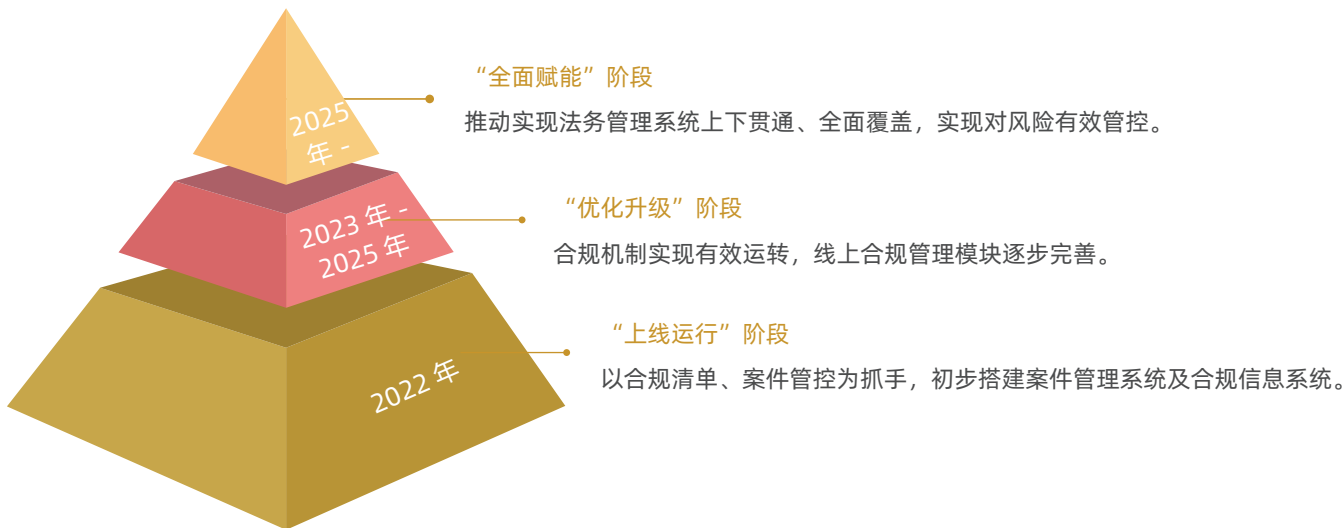 “全面赋能”阶段
2025
年 -
推动实现法务管理系统上下贯通、全面覆盖，实现对风险有效管控。
“优化升级”阶段
2023 年 -
2025 年
合规机制实现有效运转，线上合规管理模块逐步完善。
“上线运行”阶段
2022 年
以合规清单、案件管控为抓手，初步搭建案件管理系统及合规信息系统。